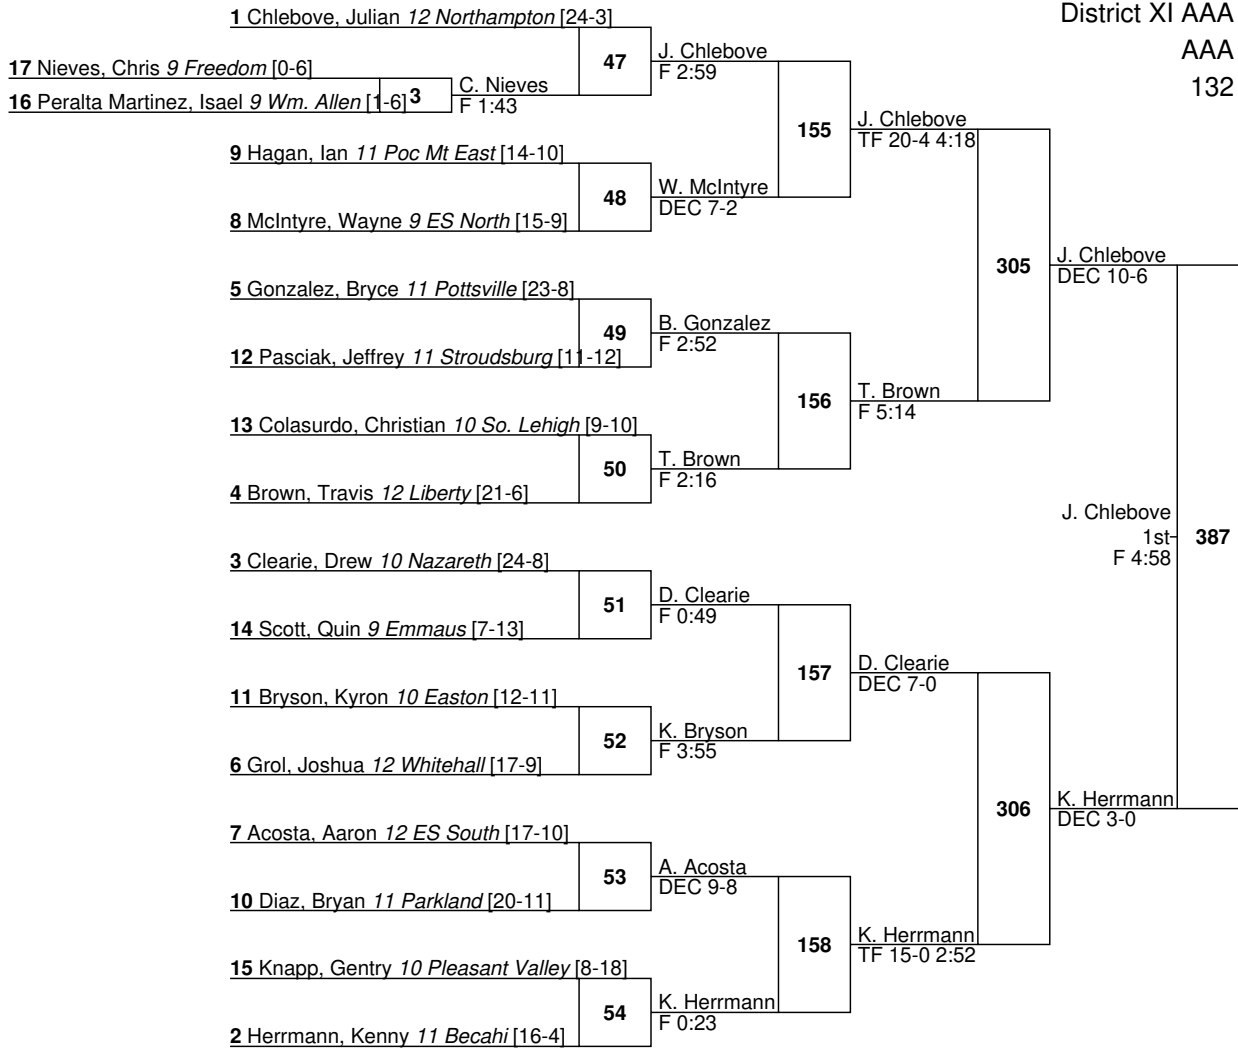 District XI AAA
AAA
132
1 Chlebove, Julian 12 Northampton [24-3]
17 Nieves, Chris 9 Freedom [0-6]
16 Peralta Martinez, Isael 9 Wm. Allen [1-6]
3
C. Nieves
F 1:43
47
J. Chlebove
F 2:59
9 Hagan, Ian 11 Poc Mt East [14-10]
8 McIntyre, Wayne 9 ES North [15-9]
48
W. McIntyre
DEC 7-2
155
J. Chlebove
TF 20-4 4:18
5 Gonzalez, Bryce 11 Pottsville [23-8]
12 Pasciak, Jeffrey 11 Stroudsburg [11-12]
49
B. Gonzalez
F 2:52
13 Colasurdo, Christian 10 So. Lehigh [9-10]
4 Brown, Travis 12 Liberty [21-6]
50
T. Brown
F 2:16
156
T. Brown
F 5:14
305
J. Chlebove
DEC 10-6
3 Clearie, Drew 10 Nazareth [24-8]
14 Scott, Quin 9 Emmaus [7-13]
51
D. Clearie
F 0:49
11 Bryson, Kyron 10 Easton [12-11]
6 Grol, Joshua 12 Whitehall [17-9]
52
K. Bryson
F 3:55
157
D. Clearie
DEC 7-0
7 Acosta, Aaron 12 ES South [17-10]
10 Diaz, Bryan 11 Parkland [20-11]
53
A. Acosta
DEC 9-8
15 Knapp, Gentry 10 Pleasant Valley [8-18]
2 Herrmann, Kenny 11 Becahi [16-4]
54
K. Herrmann
F 0:23
158
K. Herrmann
TF 15-0 2:52
306
K. Herrmann
DEC 3-0
J. Chlebove
1st
F 4:58
387